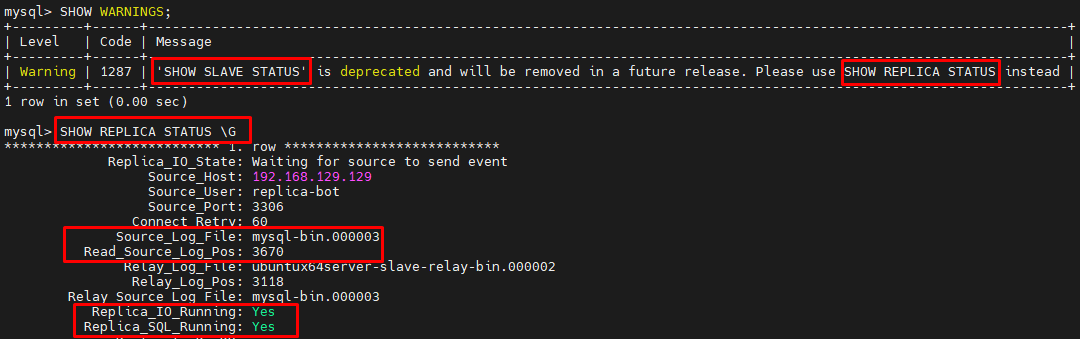 mysql> SHOW WARNINGS;
+---------+------+-------------------------------------------------------------------------------------------------------------------+
| Level | Code | Message |
+---------+------+-------------------------------------------------------------------------------------------------------------------+
| Warning | 1287 | 'SHOW SLAVE STATUS' is deprecated and will be removed in a future release. Please use SHOW REPLICA STATUS instead |
+---------+------+-------------------------------------------------------------------------------------------------------------------+
1 row in set (0.00 sec)
mysql> SHOW REPLICA STATUS \G
*************************** 1. row ***************************
Replica_IO_State: Waiting for source to send event
Source_Host: 192.168.129.129
Source_User: replica-bot
Source_Port: 3306
Connect_Retry: 60
Source_Log_File: mysql-bin.000003
Read_Source_Log_Pos: 3670
Relay_Log_File: ubuntux64server-slave-relay-bin.000002
Relay_Log_Pos: 3118
Relay_Source_Log_File: mysql-bin.000003
Replica_IO_Running: Yes
Replica_SQL_Running: Yes